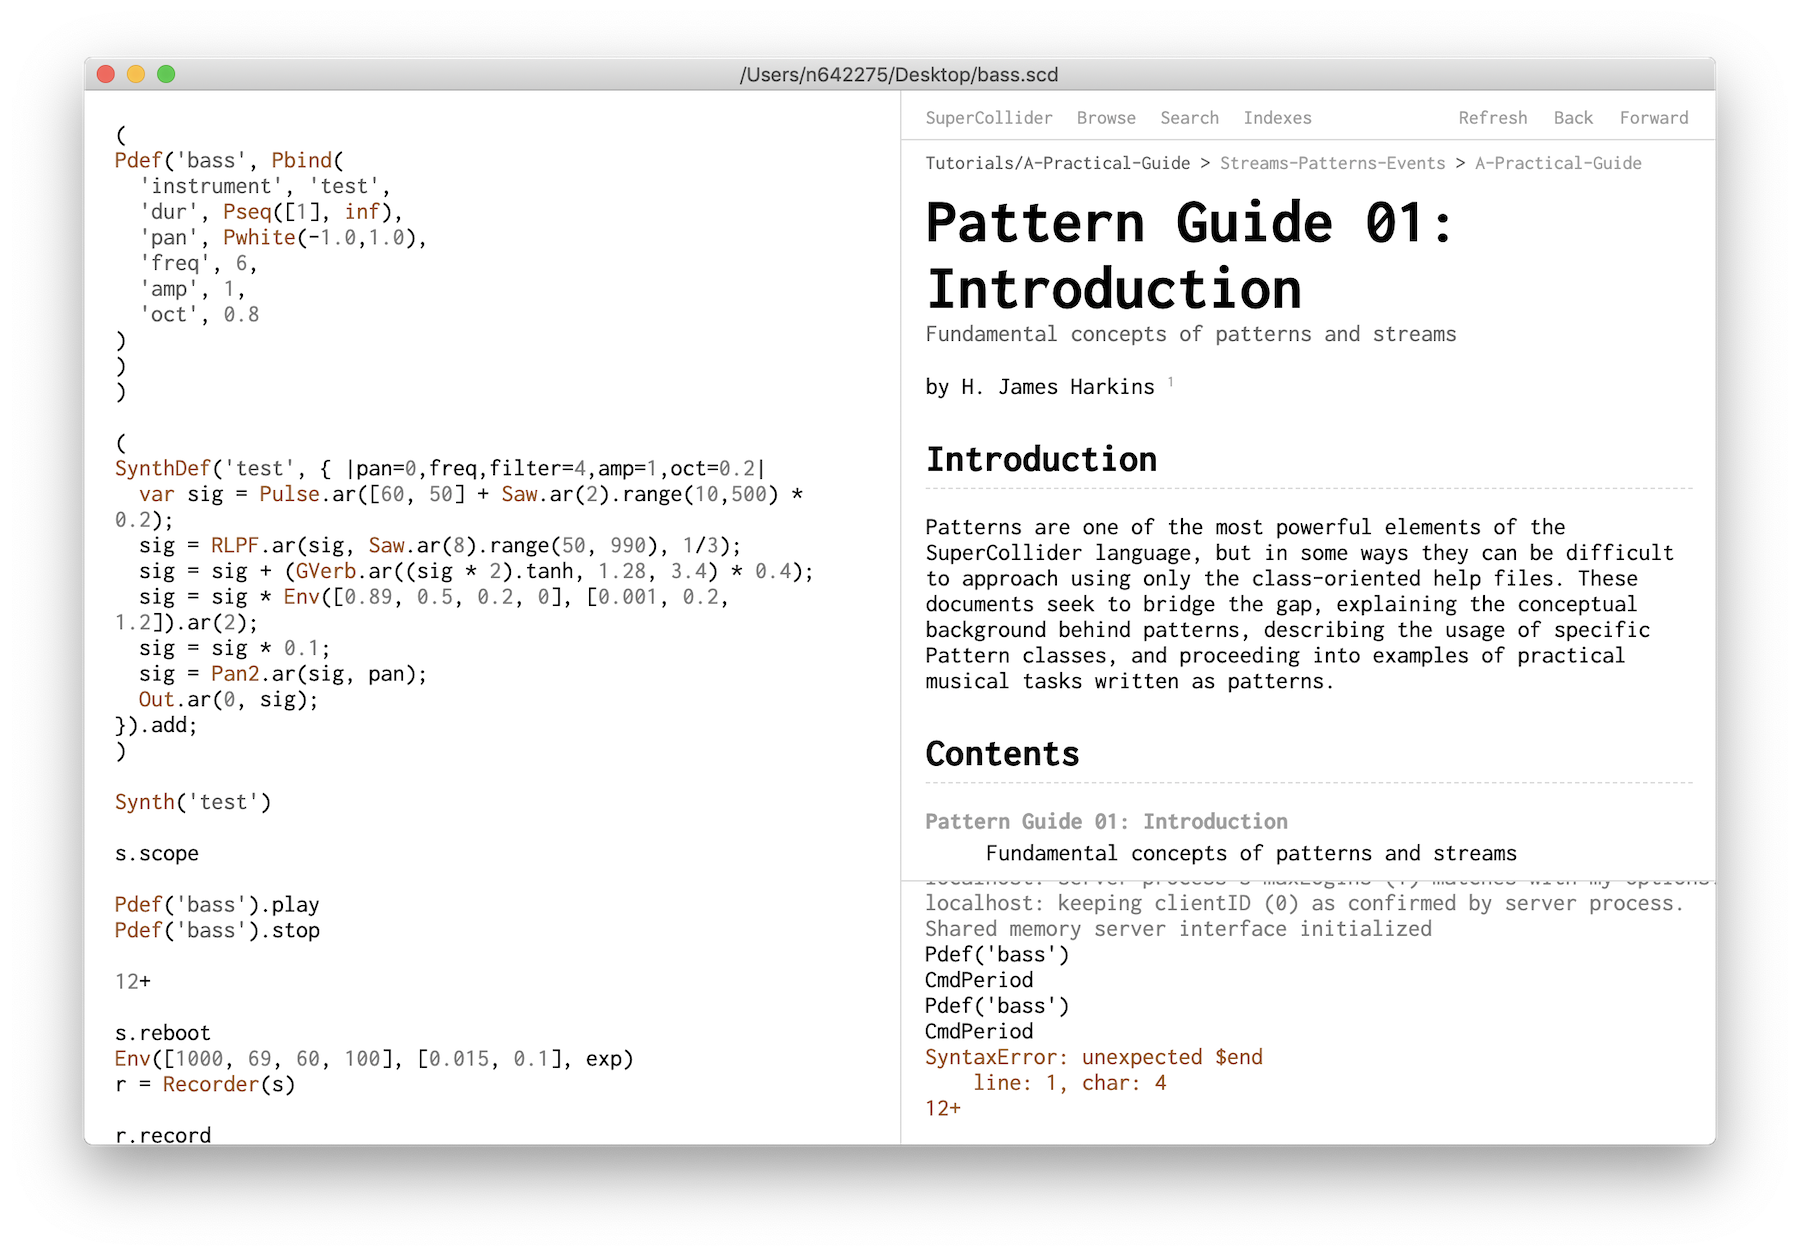 /Users/n642275/Desktop/bass.scd
(
Pdef('bass', Pbind(
  'instrument', 'test',
  'dur', Pseq([1], inf),
  'pan', Pwhite(-1.0,1.0),
  'freq', 6,
  'amp', 1,
  'oct', 0.8
)
)
)
(
SynthDef('test', { |pan=0,freq,filter=4,amp=1,oct=0.2|
  var sig = Pulse.ar([60, 50] + Saw.ar(2).range(10,500) *
0.2);
  sig = RLPF.ar(sig, Saw.ar(8).range(50, 990), 1/3);
  sig = sig + (GVerb.ar((sig * 2).tanh, 1.28, 3.4) * 0.4);
  sig = sig * Env([0.89, 0.5, 0.2, 0], [0.001, 0.2,
1.2]).ar(2);
  sig = sig * 0.1;
  sig = Pan2.ar(sig, pan);
  Out.ar(0, sig);
}).add;
)
Synth('test')
s.scope
Pdef('bass').play
Pdef('bass').stop
12+
s.reboot
Env([1000, 69, 60, 100], [0.015, 0.1], exp)
r = Recorder(s)
r.record
SuperCollider Browse Search Indexes Refresh Back Forward
Tutorials/A-Practical-Guide > Streams-Patterns-Events > A-Practical-Guide
Pattern Guide 01:
Introduction
Fundamental concepts of patterns and streams
by H. James Harkins 1
Introduction
Patterns are one of the most powerful elements of the
SuperCollider language, but in some ways they can be difficult
to approach using only the class-oriented help files. These
documents seek to bridge the gap, explaining the conceptual
background behind patterns, describing the usage of specific
Pattern classes, and proceeding into examples of practical
musical tasks written as patterns.
Contents
Pattern Guide 01: Introduction
Fundamental concepts of patterns and streams
localhost: server process's maxLogins (1) matches with my options.
localhost: keeping clientID (0) as confirmed by server process.
Shared memory server interface initialized
Pdef('bass')
CmdPeriod
Pdef('bass')
CmdPeriod
SyntaxError: unexpected $end
    line: 1, char: 4
12+